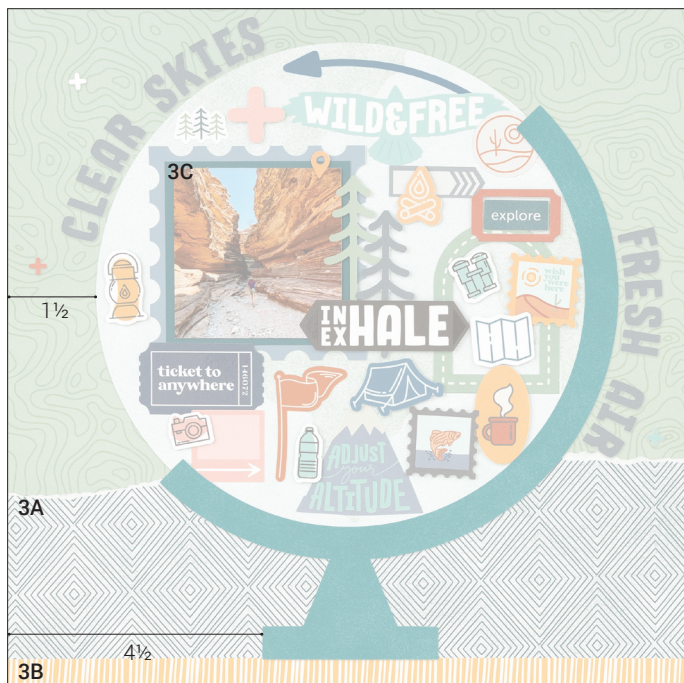 CLEAR SKIES
WILD&FREE
3C
explore
wish
you
were
here
FRESH AIR
1½
IN
EX
HALE
ticket to
anywhere
146072
ADJUST
your
ALTITUDE
3A
4½
3B